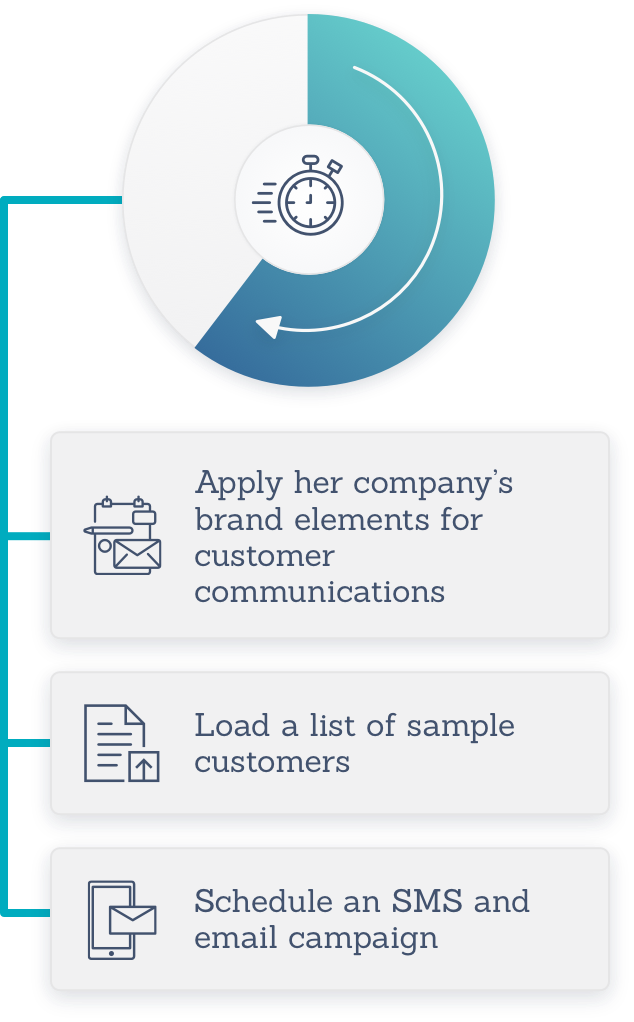 Apply her company’s
brand elements for
customer
communications
Load a list of sample
customers
Schedule an SMS and
email campaign